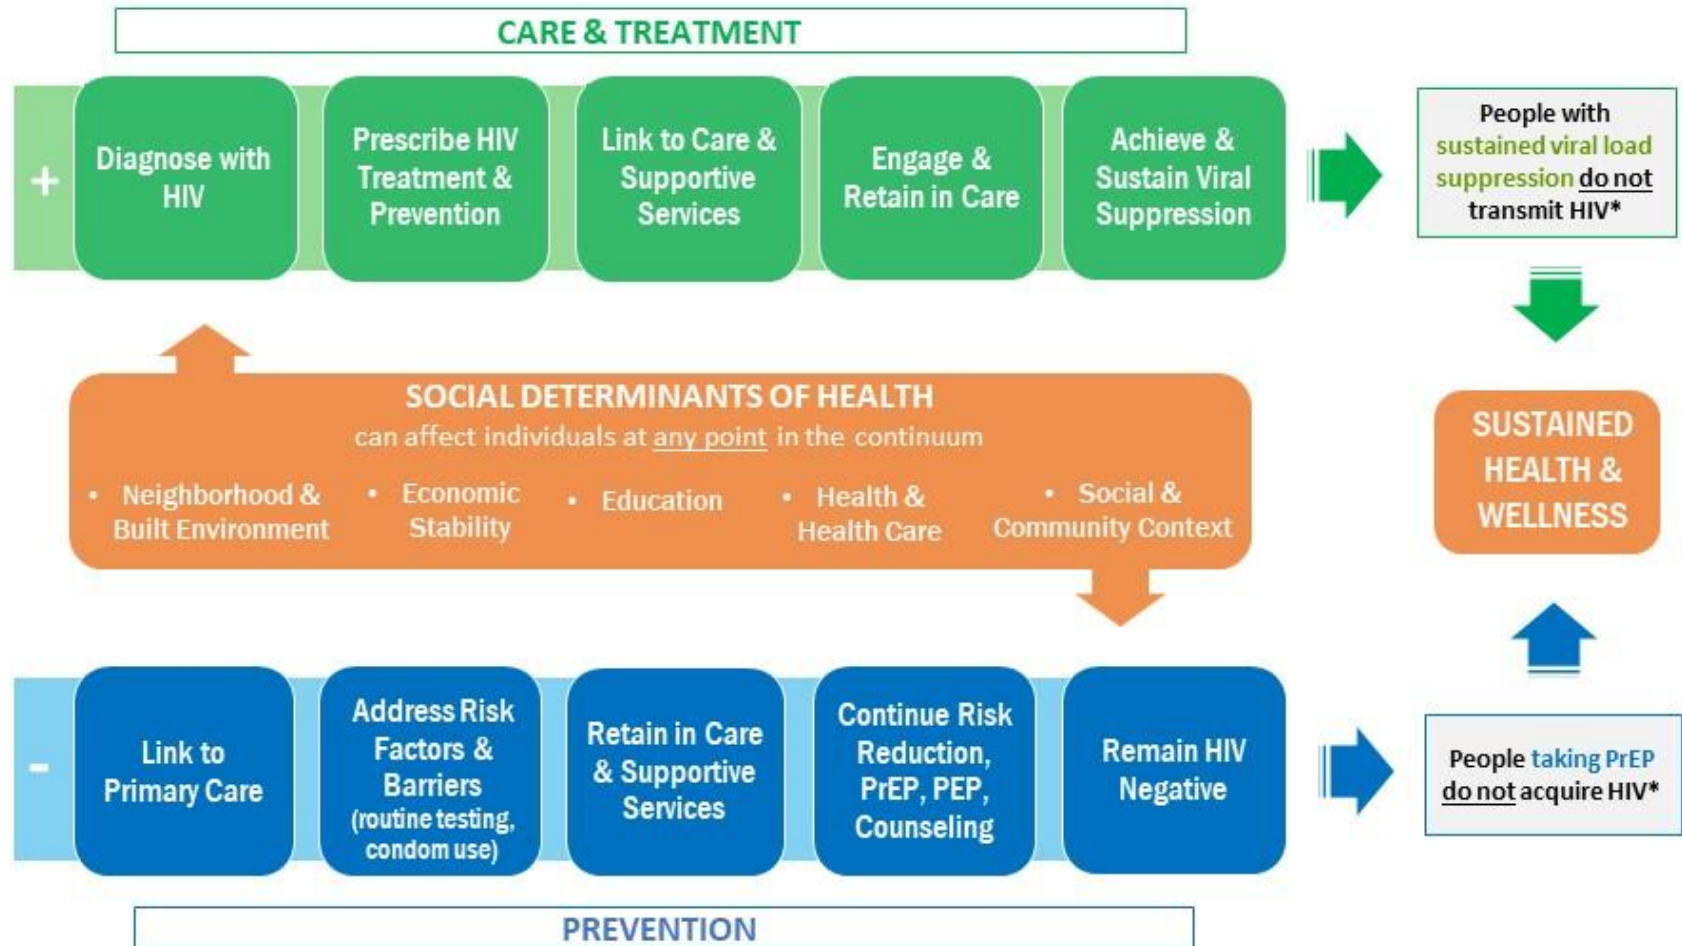 CARE & TREATMENT
+
Diagnose with
HIV
Prescribe HIV
Treatment &
Prevention
Link to Care &
Supportive
Services
Engage &
Retain in Care
Achieve &
Sustain Viral
Suppression
People with
sustained viral load
suppression do not
transmit HIV*
SOCIAL DETERMINANTS OF HEALTH
can affect individuals at any point in the continuum
• Neighborhood &
Built Environment
• Economic
Stability
• Education
• Health &
Health Care
• Social &
Community Context
SUSTAINED
HEALTH &
WELLNESS
-
Link to
Primary Care
Address Risk
Factors &
Barriers
(routine testing,
condom use)
Retain in Care
& Supportive
Services
Continue Risk
Reduction,
PrEP, PEP,
Counseling
Remain HIV
Negative
People taking PrEP
do not acquire HIV*
PREVENTION